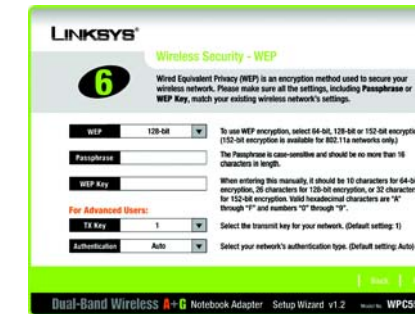 LINKSYS®
Wireless Security - WEP
6
Wired Equivalent Privacy (WEP) is an encryption method used to secure your
wireless network. Please make sure all the settings, including Passphrase or
WEP Key, match your existing wireless network's settings.
WEP 128-bit
To use WEP encryption, select 64-bit, 128-bit or 152-bit encryptio
(152-bit encryption is available for 802.11a networks only.)
Passphrase
The Passphrase is case-sensitive and should be no more than 16
characters in length.
WEP Key
When entering this manually, it should be 10 characters for 64-b
encryption, 26 characters for 128-bit encryption, or 32 character
for 152-bit encryption. Valid hexadecimal characters are "A"
through "F" and numbers "0" through "9".
For Advanced Users:
TX Key 1
Select the transmit key for your network. (Default setting: 1)
Authentication Auto
Select your network's authentication type. (Default setting: Auto)
Back
Dual-Band Wireless A+G Notebook Adapter Setup Wizard v1.2 WPC55